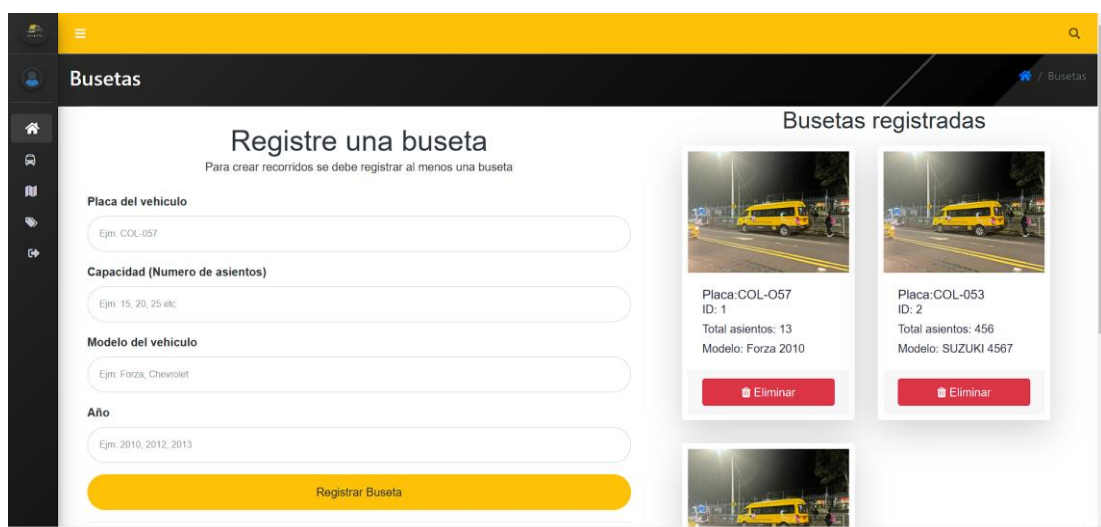 Busetas
/ Busetas
Registre una buseta
Para crear recorridos se debe registrar al menos una buseta
Placa del vehiculo
Ejm: COL-057
Capacidad (Numero de asientos)
Ejm: 15, 20, 25 etc
Modelo del vehiculo
Ejm: Forza, Chevrolet
Año
Ejm: 2010, 2012, 2013
Registrar Buseta
Busetas registradas
Placa:COL-O57
ID: 1
Total asientos: 13
Modelo: Forza 2010
Eliminar
Placa:COL-053
ID: 2
Total asientos: 456
Modelo: SUZUKI 4567
Eliminar